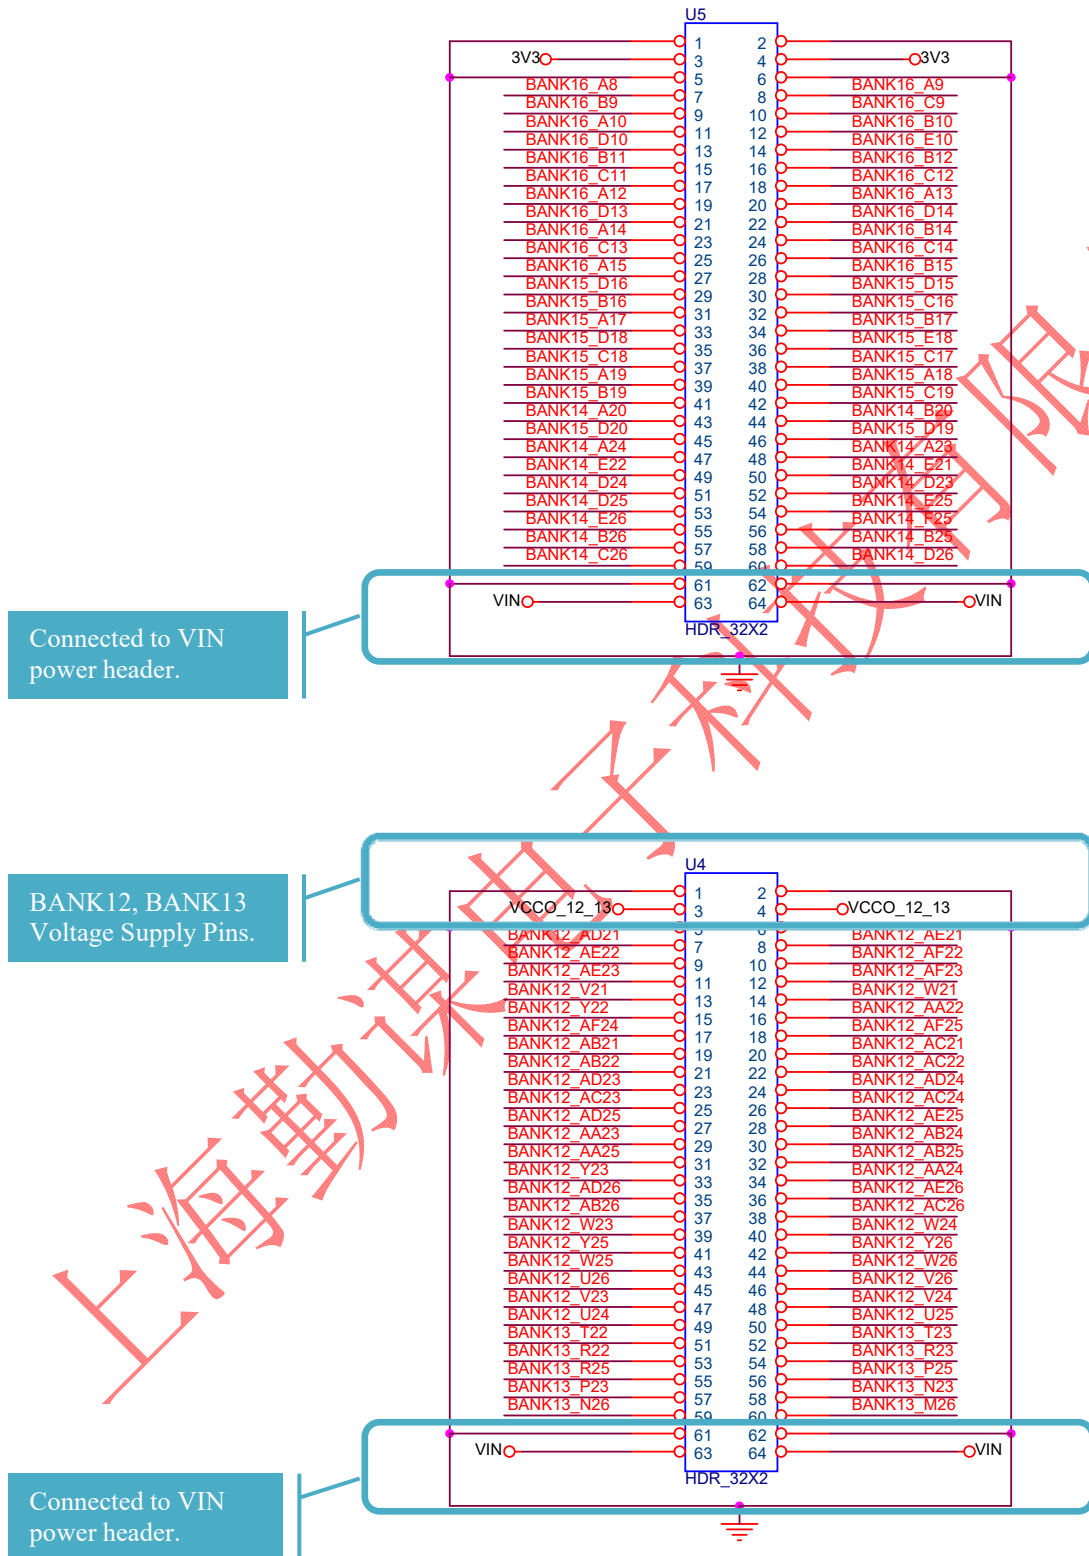 U5
1 2
3V3 3 4 3V3
5 6
BANK16_A8 7 8 BANK16_A9
BANK16_B9 9 10 BANK16_C9
BANK16_A10 11 12 BANK16_B10
BANK16_D10 13 14 BANK16_E10
BANK16_B11 15 16 BANK16_B12
BANK16_C11 17 18 BANK16_C12
BANK16_A12 19 20 BANK16_A13
BANK16_D13 21 22 BANK16_D14
BANK16_A14 23 24 BANK16_B14
BANK16_C13 25 26 BANK16_C14
BANK16_A15 27 28 BANK16_B15
BANK15_D16 29 30 BANK15_D15
BANK15_B16 31 32 BANK15_C16
BANK15_A17 33 34 BANK15_B17
BANK15_D18 35 36 BANK15_E18
BANK15_C18 37 38 BANK15_C17
BANK15_A19 39 40 BANK15_A18
BANK15_B19 41 42 BANK15_C19
BANK14_A20 43 44 BANK14_B20
BANK15_D20 45 46 BANK15_D19
BANK14_A24 47 48 BANK14_A23
BANK14_E22 49 50 BANK14_E21
BANK14_D24 51 52 BANK14_D23
BANK14_D25 53 54 BANK14_E25
BANK14_E26 55 56 BANK14_F25
BANK14_B26 57 58 BANK14_B25
BANK14_C26 59 60 BANK14_D26
61 62
VIN 63 64 VIN
HDR_32X2
Connected to VIN
power header.
U4
1 2
VCCO_12_13 3 4 VCCO_12_13
5 6
BANK12_AD21 7 8 BANK12_AE21
BANK12_AE22 9 10 BANK12_AF22
BANK12_AE23 11 12 BANK12_AF23
BANK12_V21 13 14 BANK12_W21
BANK12_Y22 15 16 BANK12_AA22
BANK12_AF24 17 18 BANK12_AF25
BANK12_AB21 19 20 BANK12_AC21
BANK12_AB22 21 22 BANK12_AC22
BANK12_AD23 23 24 BANK12_AD24
BANK12_AC23 25 26 BANK12_AC24
BANK12_AD25 27 28 BANK12_AE25
BANK12_AA23 29 30 BANK12_AB24
BANK12_AA25 31 32 BANK12_AB25
BANK12_Y23 33 34 BANK12_AA24
BANK12_AD26 35 36 BANK12_AE26
BANK12_AB26 37 38 BANK12_AC26
BANK12_W23 39 40 BANK12_W24
BANK12_Y25 41 42 BANK12_Y26
BANK12_W25 43 44 BANK12_W26
BANK12_U26 45 46 BANK12_V26
BANK12_V23 47 48 BANK12_V24
BANK12_U24 49 50 BANK12_U25
BANK13_T22 51 52 BANK13_T23
BANK13_R22 53 54 BANK13_R23
BANK13_R25 55 56 BANK13_P25
BANK13_P23 57 58 BANK13_N23
BANK13_N26 59 60 BANK13_M26
61 62
VIN 63 64 VIN
HDR_32X2
BANK12, BANK13
Voltage Supply Pins.
Connected to VIN
power header.
上海勤谋电子科技有限